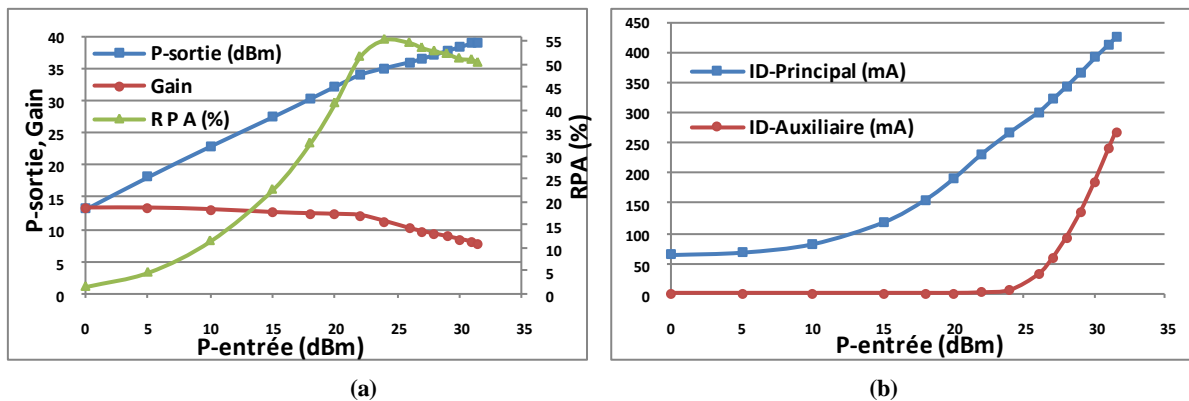 40
35
30
25
20
15
10
5
0
P-sortie, Gain
P-sortie (dBm)
Gain
R P A (%)
55
50
45
40
35
30
25
20
15
10
5
0
RPA (%)
0 5 10 15 20 25 30 35
P-entrée (dBm)
(a)
450
400
350
300
250
200
150
100
50
0
ID-Principal (mA)
ID-Auxiliaire (mA)
0 5 10 15 20 25 30 35
P-entrée (dBm)
(b)